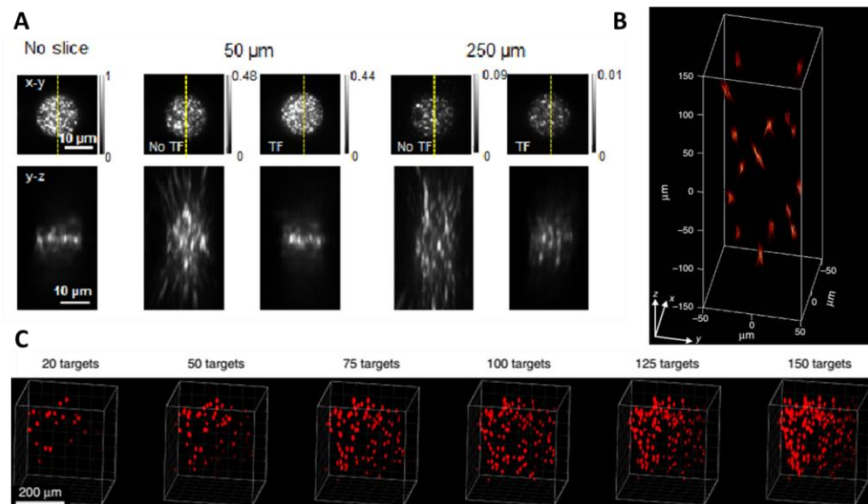 A
No slice 50 µm 250 µm
x-y
10 µm
1
0
No TF
0.48
0
TF
0.44
0
No TF
0.09
0
TF
0.01
0
y-z
10 µm
B
150
100
50
0
−50
−100
−150
µm
−50
0
50
µm
−50
0
50
µm
z
x
y
C
20 targets 50 targets 75 targets 100 targets 125 targets 150 targets
200 µm